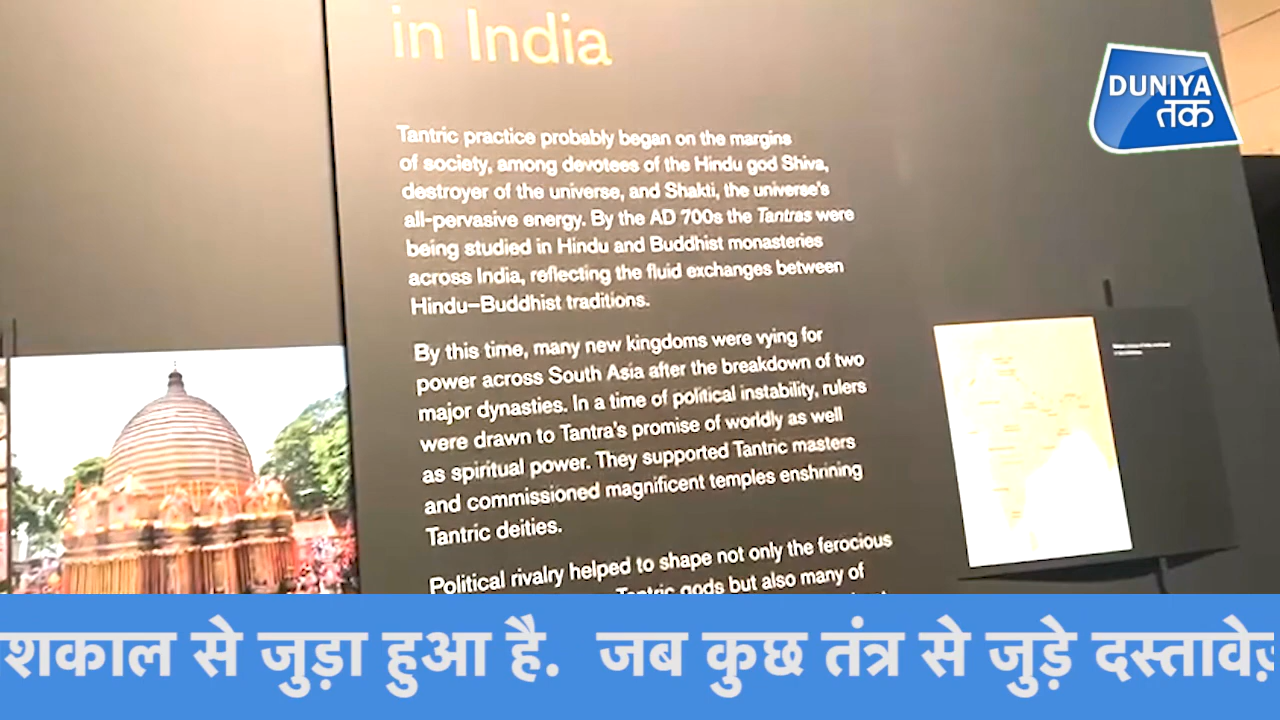 in India
DUNIYA
तक
Tantric practice probably began on the margins
of society, among devotees of the Hindu god Shiva,
destroyer of the universe, and Shakti, the universe's
all-pervasive energy. By the AD 700s the Tantras were
being studied in Hindu and Buddhist monasteries
across India, reflecting the fluid exchanges between
Hindu–Buddhist traditions.
By this time, many new kingdoms were vying for
power across South Asia after the breakdown of two
major dynasties. In a time of political instability, rulers
were drawn to Tantra's promise of worldly as well
as spiritual power. They supported Tantric masters
and commissioned magnificent temples enshrining
Tantric deities.
Political rivalry helped to shape not only the ferocious
Tantric gods but also many of
शकाल से जुड़ा हुआ है. जब कुछ तंत्र से जुड़े दस्तावेज़